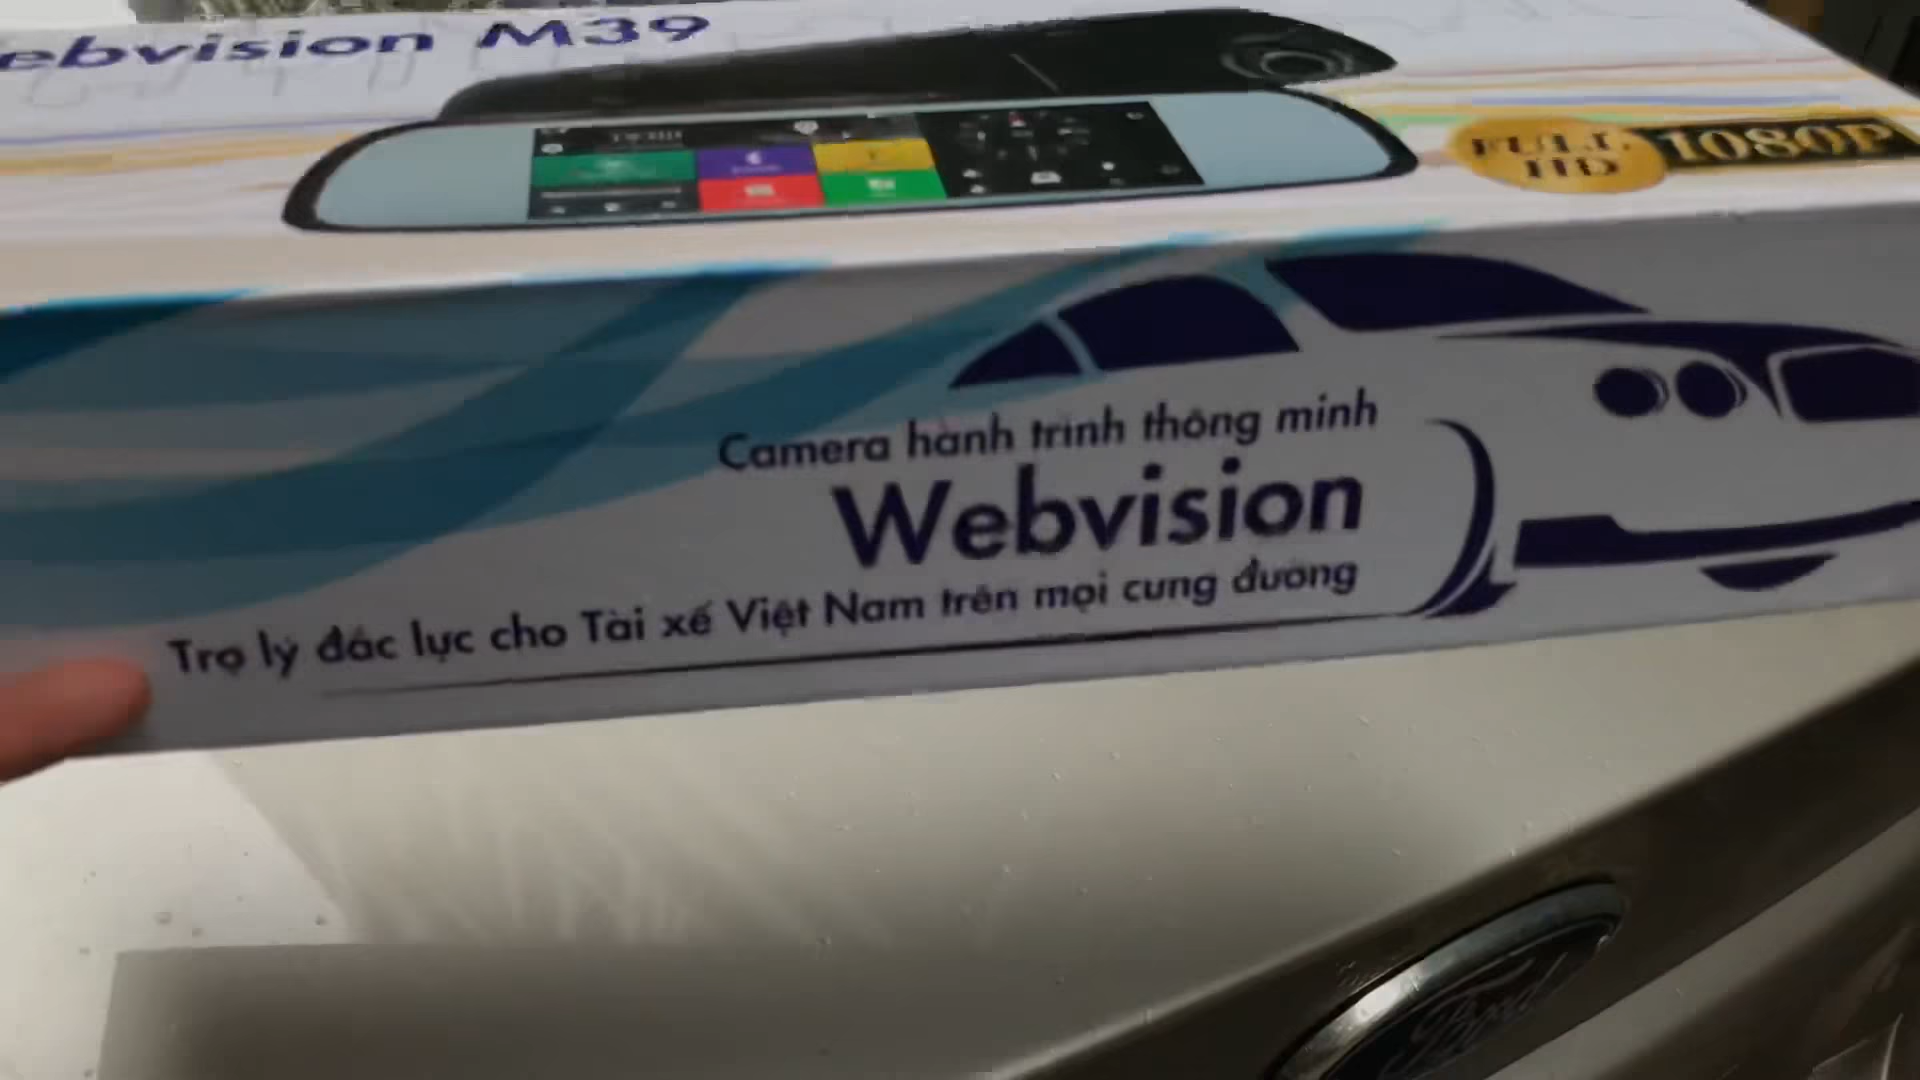 ebvision M39
FULL HD 1080P
Camera hành trình thông minh
Webvision
Trợ lý đắc lực cho Tài xế Việt Nam trên mọi cung đường
Ford